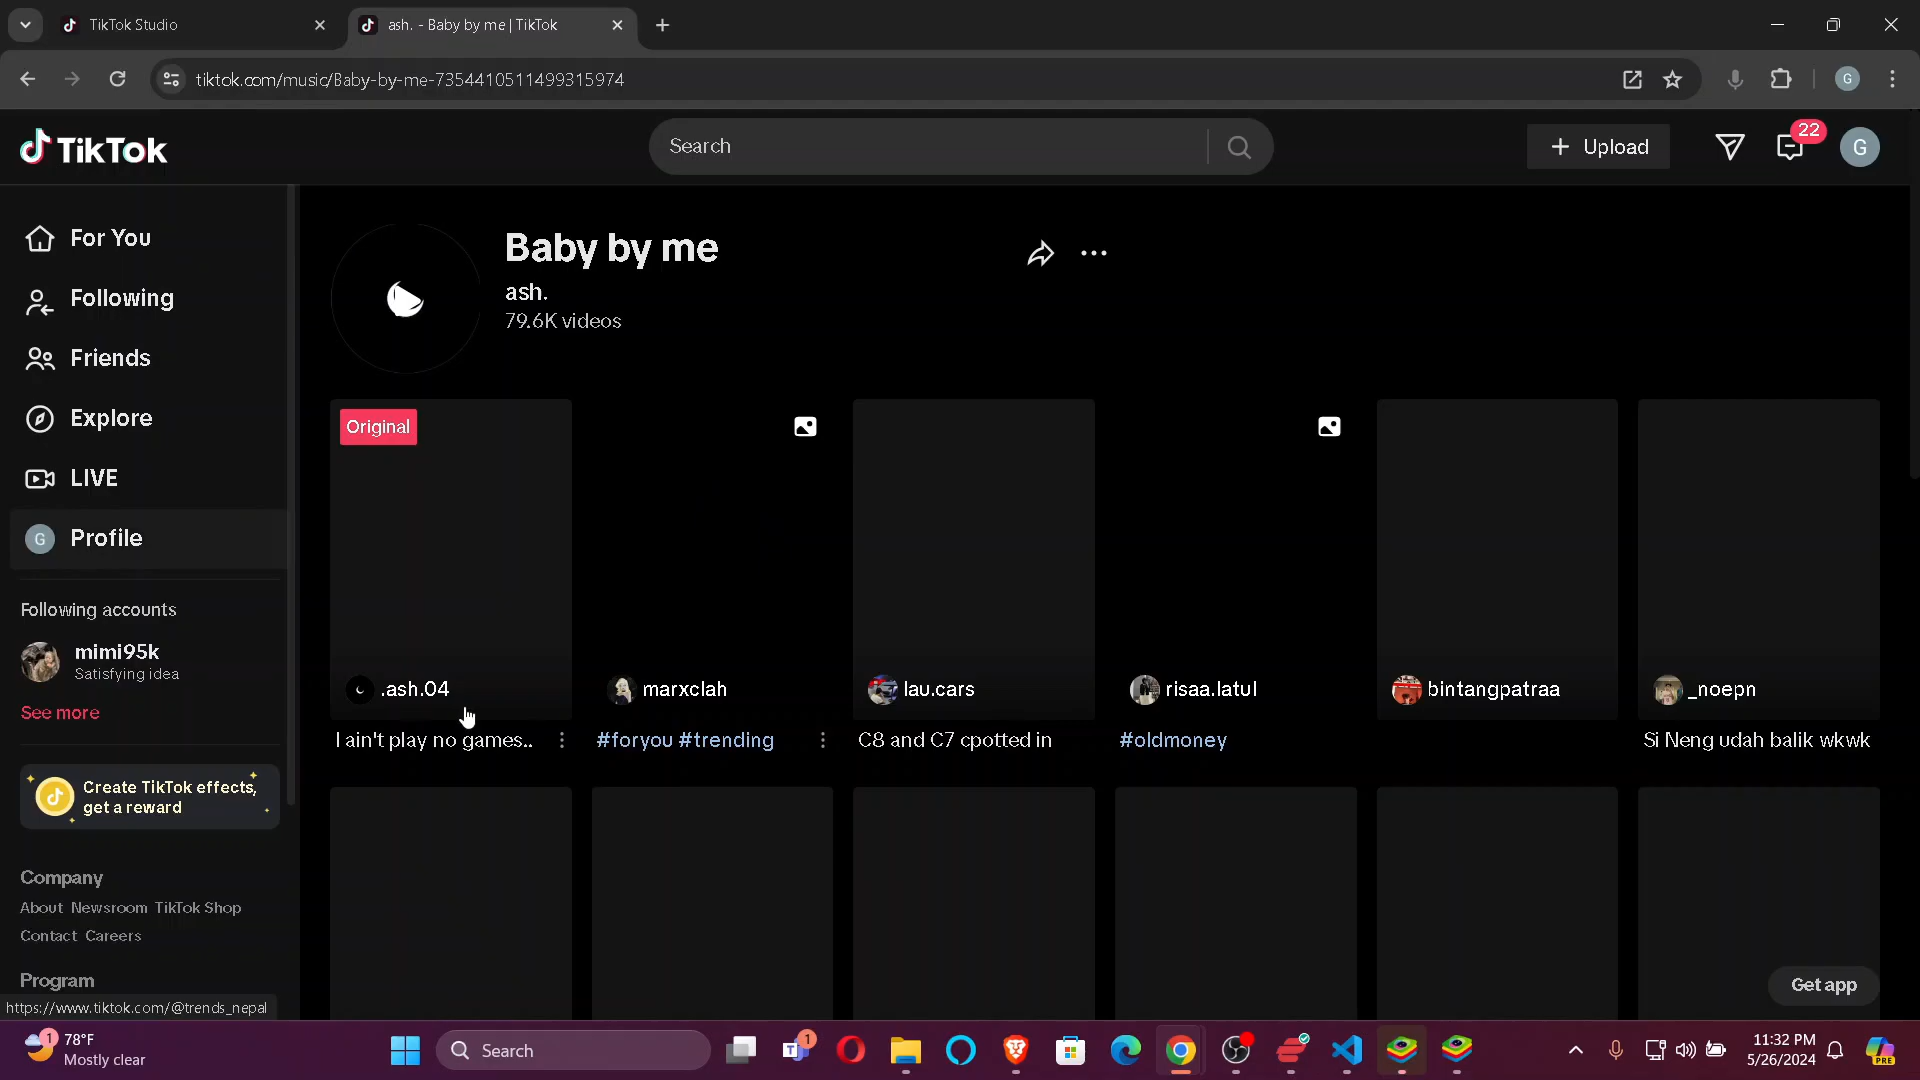 TikTok Studio
ash. - Baby by me | TikTok
tiktok.com/music/Baby-by-me-7354410511499315974
G
TikTok
Search
Upload
22
G
For You
Following
Friends
Explore
LIVE
G Profile
Following accounts
mimi95k
Satisfying idea
See more
Create TikTok effects,
get a reward
Company
About Newsroom TikTok Shop
Contact Careers
Program
https://www.tiktok.com/@trends_nepal
Baby by me
ash.
79.6K videos
Original
.ash.04
marxclah
lau.cars
risaa.latul
bintangpatraa
_noepn
I ain't play no games..
#foryou #trending
C8 and C7 cpotted in
#oldmoney
Si Neng udah balik wkwk
Get app
1
78°F
Mostly clear
Search
1
11:32 PM
5/26/2024
PRE